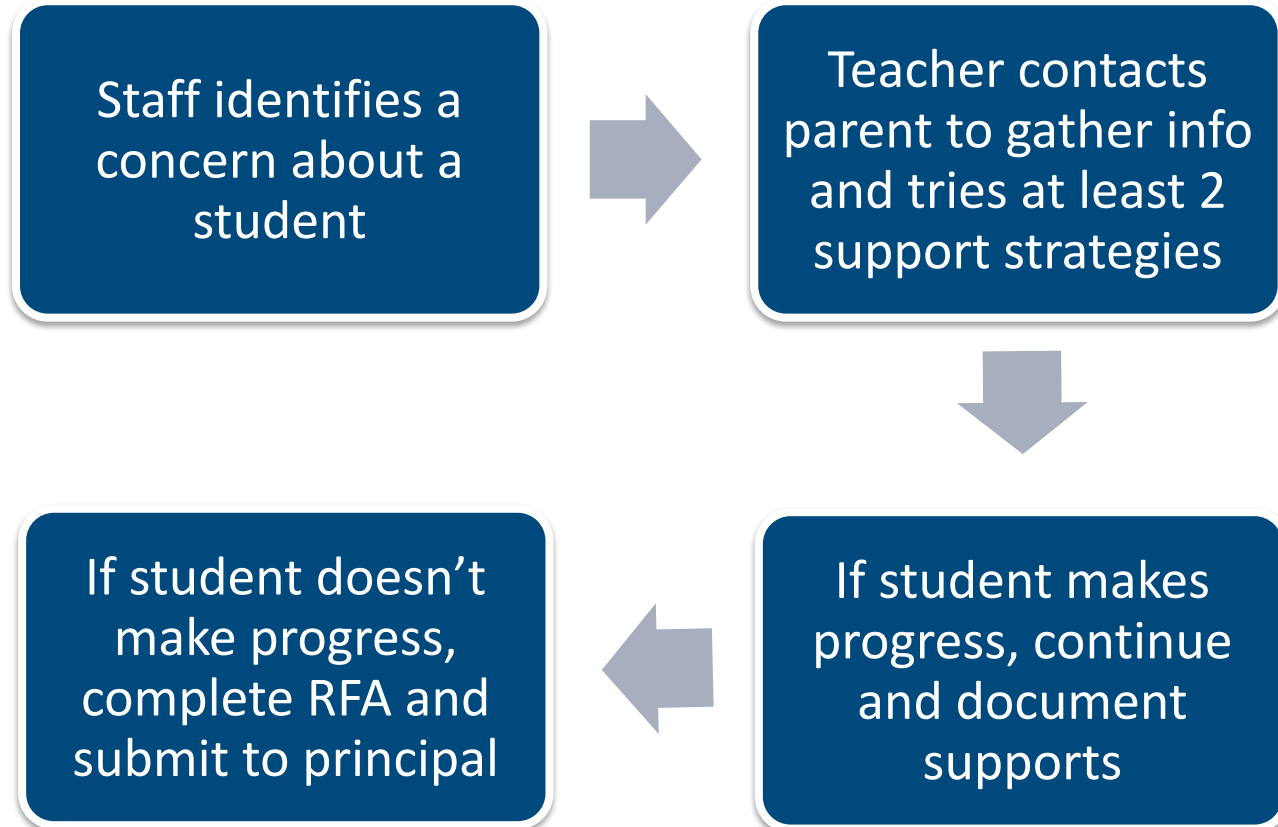 Staff identifies a
concern about a
student
Teacher contacts
parent to gather info
and tries at least 2
support strategies
If student makes
progress, continue
and document
supports
If student doesn’t
make progress,
complete RFA and
submit to principal